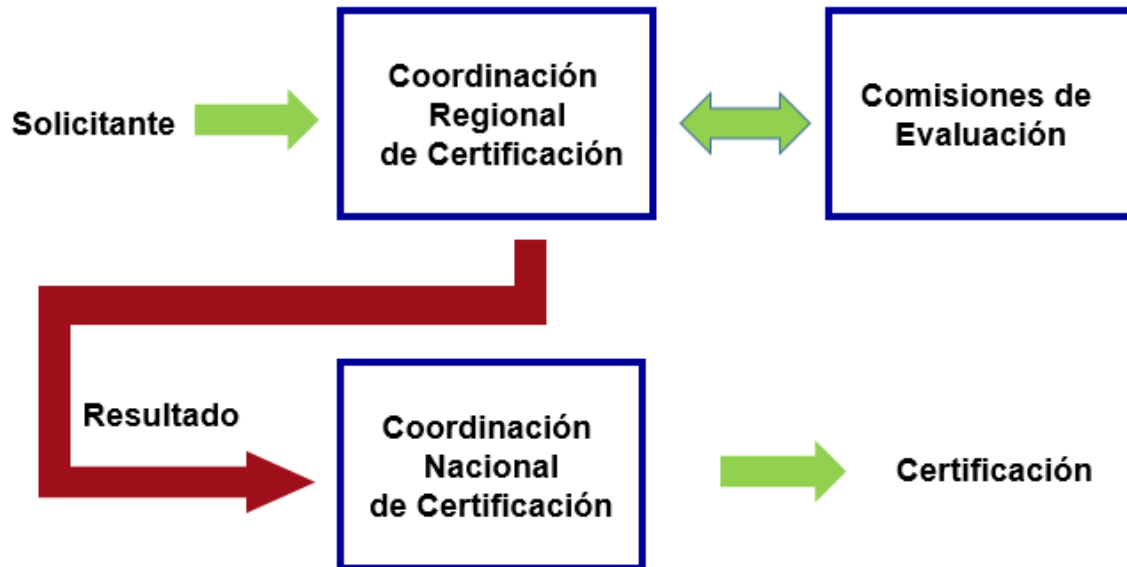 Solicitante
Coordinación
Regional
de Certificación
Comisiones de
Evaluación
Resultado
Coordinación
Nacional
de Certificación
Certificación